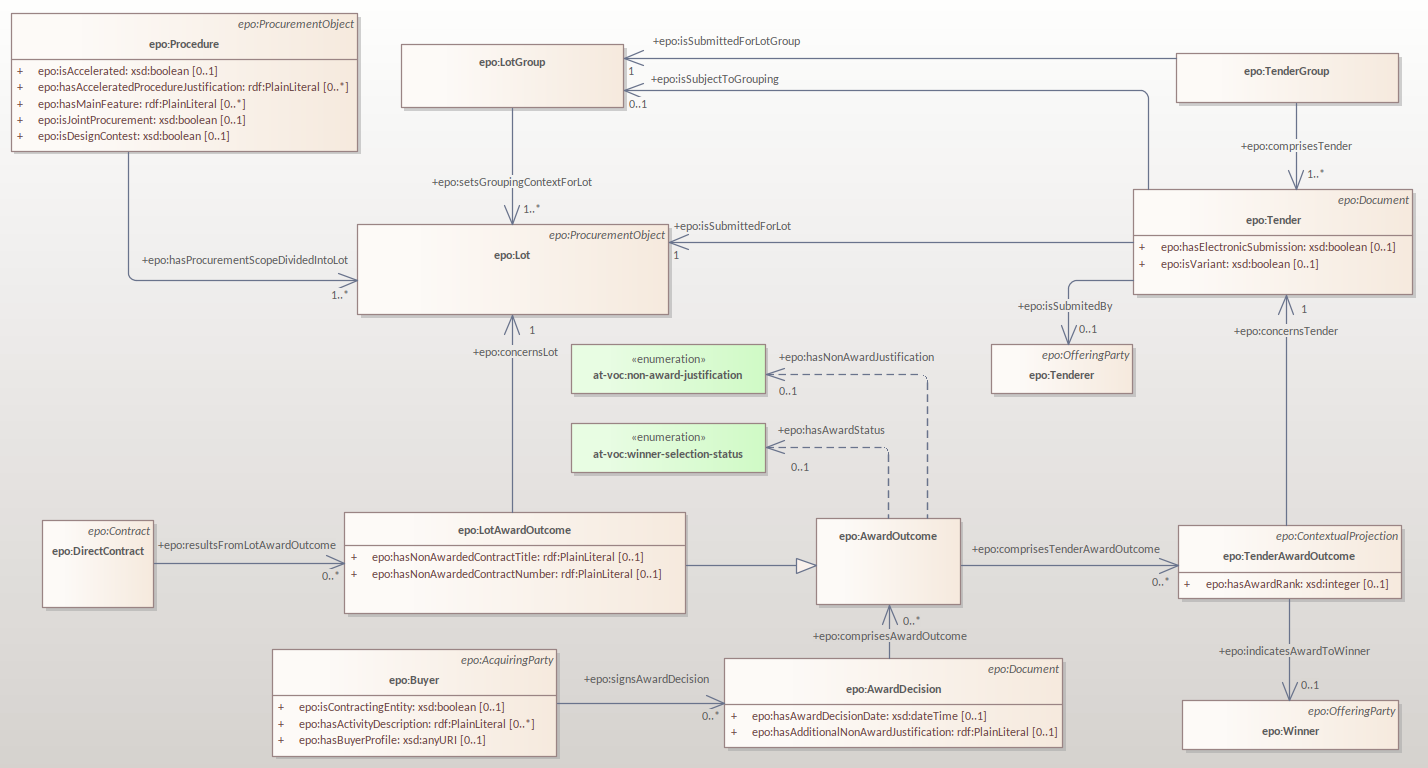 epo:ProcurementObject
epo:Procedure
+ epo:isAccelerated: xsd:boolean [0..1]
+ epo:hasAcceleratedProcedureJustification: rdf:PlainLiteral [0..*]
+ epo:hasMainFeature: rdf:PlainLiteral [0..*]
+ epo:isJointProcurement: xsd:boolean [0..1]
+ epo:isDesignContest: xsd:boolean [0..1]
epo:LotGroup
+epo:isSubmittedForLotGroup
1
+epo:isSubjectToGrouping
0..1
epo:TenderGroup
+epo:comprisesTender
1..*
+epo:setsGroupingContextForLot
1..*
epo:Document
epo:Tender
+ epo:hasElectronicSubmission: xsd:boolean [0..1]
+ epo:isVariant: xsd:boolean [0..1]
epo:ProcurementObject
epo:Lot
+epo:isSubmittedForLot
1
+epo:hasProcurementScopeDividedIntoLot
1..*
+epo:isSubmitedBy
0..1
1
+epo:concernsTender
1
+epo:concernsLot
«enumeration»
at-voc:non-award-justification
+epo:hasNonAwardJustification
0..1
epo:OfferingParty
epo:Tenderer
«enumeration»
at-voc:winner-selection-status
+epo:hasAwardStatus
0..1
epo:Contract
epo:DirectContract
+epo:resultsFromLotAwardOutcome
0..*
epo:LotAwardOutcome
+ epo:hasNonAwardedContractTitle: rdf:PlainLiteral [0..1]
+ epo:hasNonAwardedContractNumber: rdf:PlainLiteral [0..1]
epo:AwardOutcome
+epo:comprisesTenderAwardOutcome
0..*
epo:ContextualProjection
epo:TenderAwardOutcome
+ epo:hasAwardRank: xsd:integer [0..1]
0..*
+epo:comprisesAwardOutcome
+epo:indicatesAwardToWinner
0..1
epo:AcquiringParty
epo:Buyer
+ epo:isContractingEntity: xsd:boolean [0..1]
+ epo:hasActivityDescription: rdf:PlainLiteral [0..*]
+ epo:hasBuyerProfile: xsd:anyURI [0..1]
+epo:signsAwardDecision
0..*
epo:Document
epo:AwardDecision
+ epo:hasAwardDecisionDate: xsd:dateTime [0..1]
+ epo:hasAdditionalNonAwardJustification: rdf:PlainLiteral [0..1]
epo:OfferingParty
epo:Winner